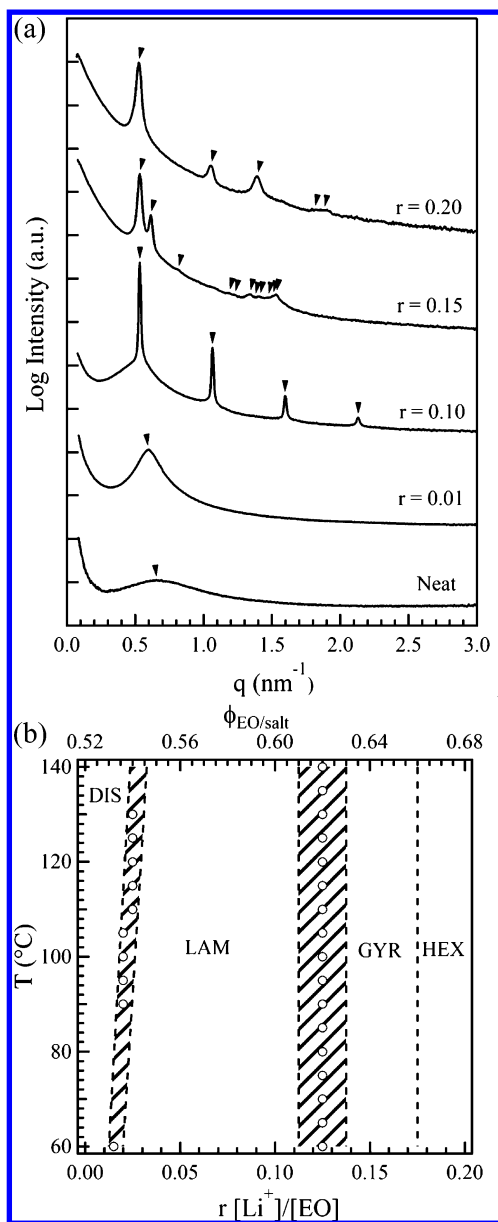 (a)
Log Intensity (a.u.)
r = 0.20
r = 0.15
r = 0.10
r = 0.01
Neat
0.0 0.5 1.0 1.5 2.0 2.5 3.0
q (nm⁻¹)
ϕEO/salt
(b)
0.52 0.56 0.60 0.64 0.68
140
120
100
80
60
T (°C)
DIS
LAM
GYR
HEX
0.00 0.05 0.10 0.15 0.20
r [Li⁺]/[EO]